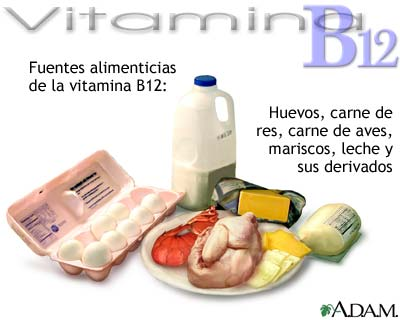 Vitamina
B12
Fuentes alimenticias
de la vitamina B12:
Huevos, carne de
res, carne de aves,
mariscos, leche y
sus derivados
ADAM.